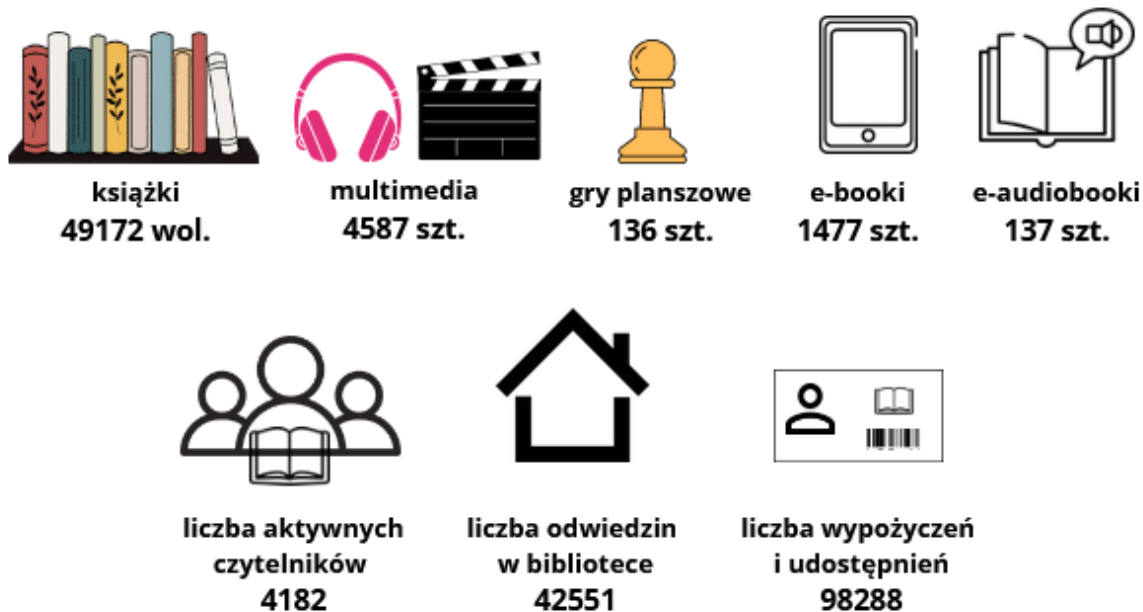 książki
49172 wol.
multimedia
4587 szt.
gry planszowe
136 szt.
e-booki
1477 szt.
e-audiobooki
137 szt.
liczba aktywnych
czytelników
4182
liczba odwiedzin
w bibliotece
42551
liczba wypożyczeń
i udostępnień
98288